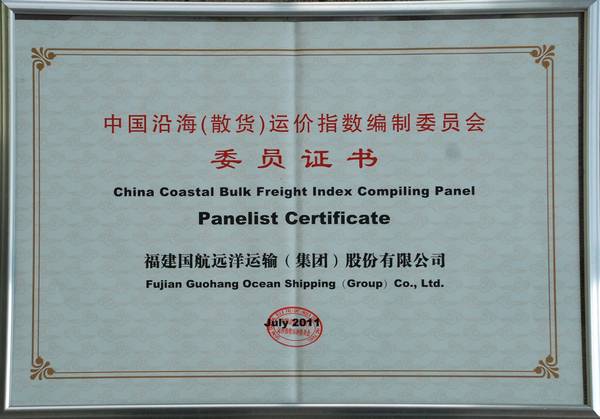 中国沿海(散货)运价指数编制委员会
委员证书
China Coastal Bulk Freight Index Compiling Panel
Panelist Certificate
福建国航远洋运输（集团）股份有限公司
Fujian Guohang Ocean Shipping（Group）Co., Ltd.
July 2011